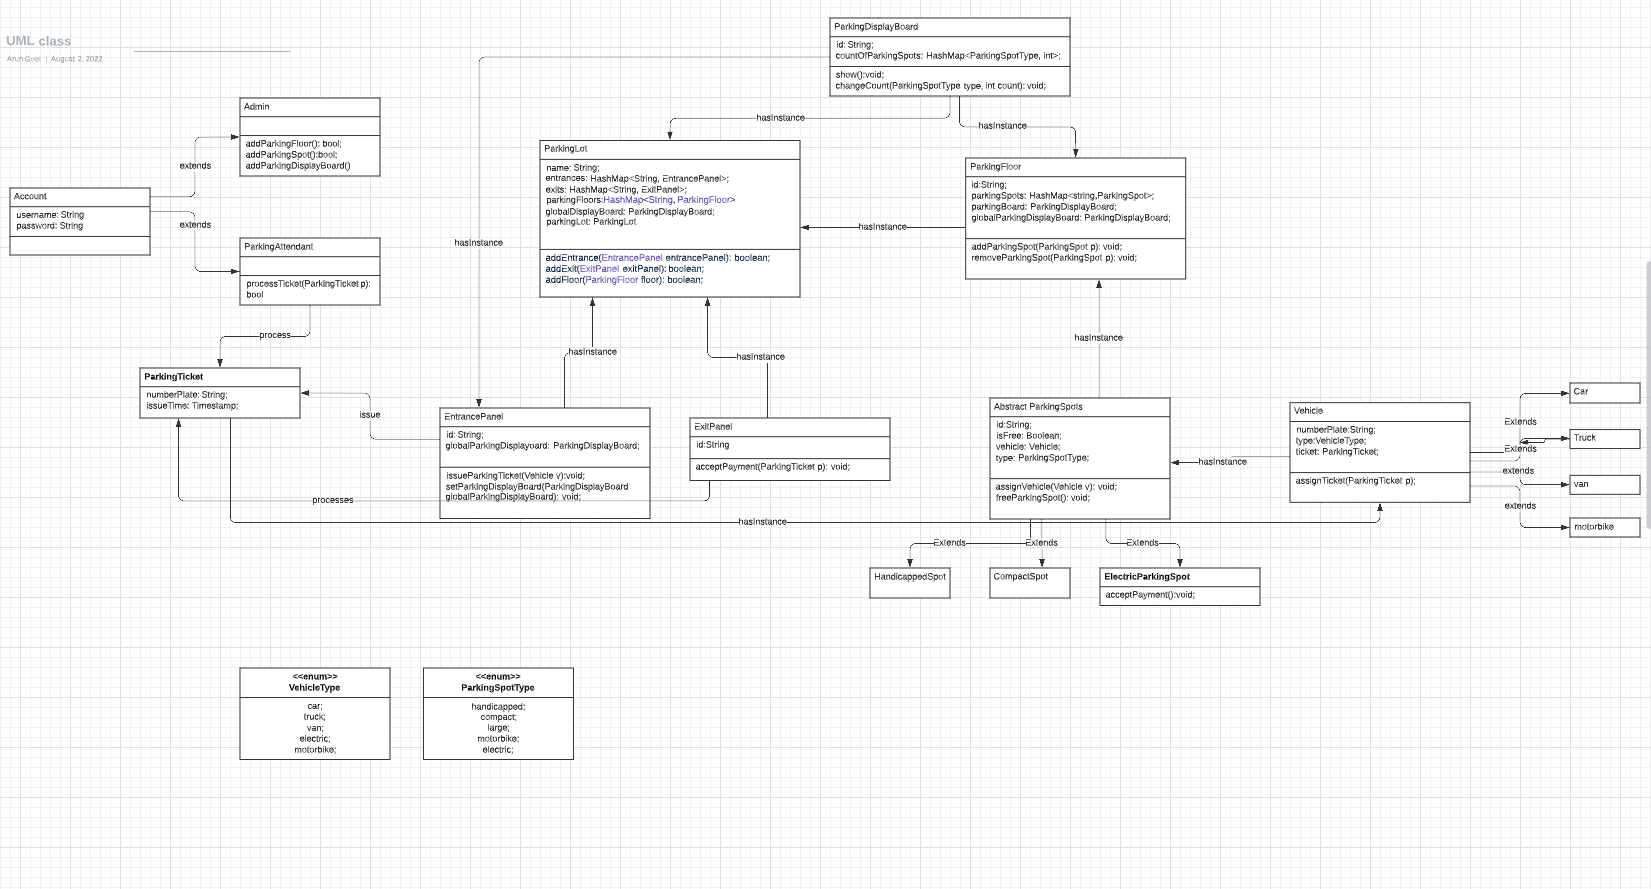 UML class
Arun Goel | August 2, 2022
ParkingDisplayBoard
id: String;
countOfParkingSpots: HashMap<ParkingSpotType, int>;
show():void;
changeCount(ParkingSpotType type, int count): void;
hasInstance
hasInstance
hasInstance
Admin
addParkingFloor(): bool;
addParkingSpot():bool;
addParkingDisplayBoard()
extends
Account
username: String
password: String
extends
ParkingAttendant
processTicket(ParkingTicket p):
bool
process
ParkingLot
name: String;
entrances: HashMap<String, EntrancePanel>;
exits: HashMap<String, ExitPanel>;
parkingFloors:HashMap<String, ParkingFloor>
globalDisplayBoard: ParkingDisplayBoard;
parkingLot: ParkingLot
addEntrance(EntrancePanel entrancePanel): boolean;
addExit(ExitPanel exitPanel): boolean;
addFloor(ParkingFloor floor): boolean;
hasInstance
ParkingFloor
id:String;
parkingSpots: HashMap<string,ParkingSpot>;
parkingBoard: ParkingDisplayBoard;
globalParkingDisplayBoard: ParkingDisplayBoard;
addParkingSpot(ParkingSpot p): void;
removeParkingSpot(ParkingSpot p): void;
hasInstance
hasInstance
hasInstance
ParkingTicket
numberPlate: String;
issueTime: Timestamp;
issue
EntrancePanel
id: String;
globalParkingDisplayoard: ParkingDisplayBoard;
issueParkingTicket(Vehicle v):void;
setParkingDisplayBoard(ParkingDisplayBoard
globalParkingDisplayBoard): void;
processes
ExitPanel
id:String
acceptPayment(ParkingTicket p): void;
hasInstance
Abstract ParkingSpots
id:String;
isFree: Boolean;
vehicle: Vehicle;
type: ParkingSpotType;
assignVehicle(Vehicle v): void;
freeParkingSpot(): void;
hasInstance
Vehicle
numberPlate:String;
type:VehicleType;
ticket: ParkingTicket;
assignTicket(ParkingTicket p);
Extends
Extends
extends
extends
Car
Truck
van
motorbike
Extends
Extends
Extends
HandicappedSpot
CompactSpot
ElectricParkingSpot
acceptPayment():void;
<<enum>>
VehicleType
car;
truck;
van;
electric;
motorbike;
<<enum>>
ParkingSpotType
handicapped;
compact;
large;
motorbike;
electric;